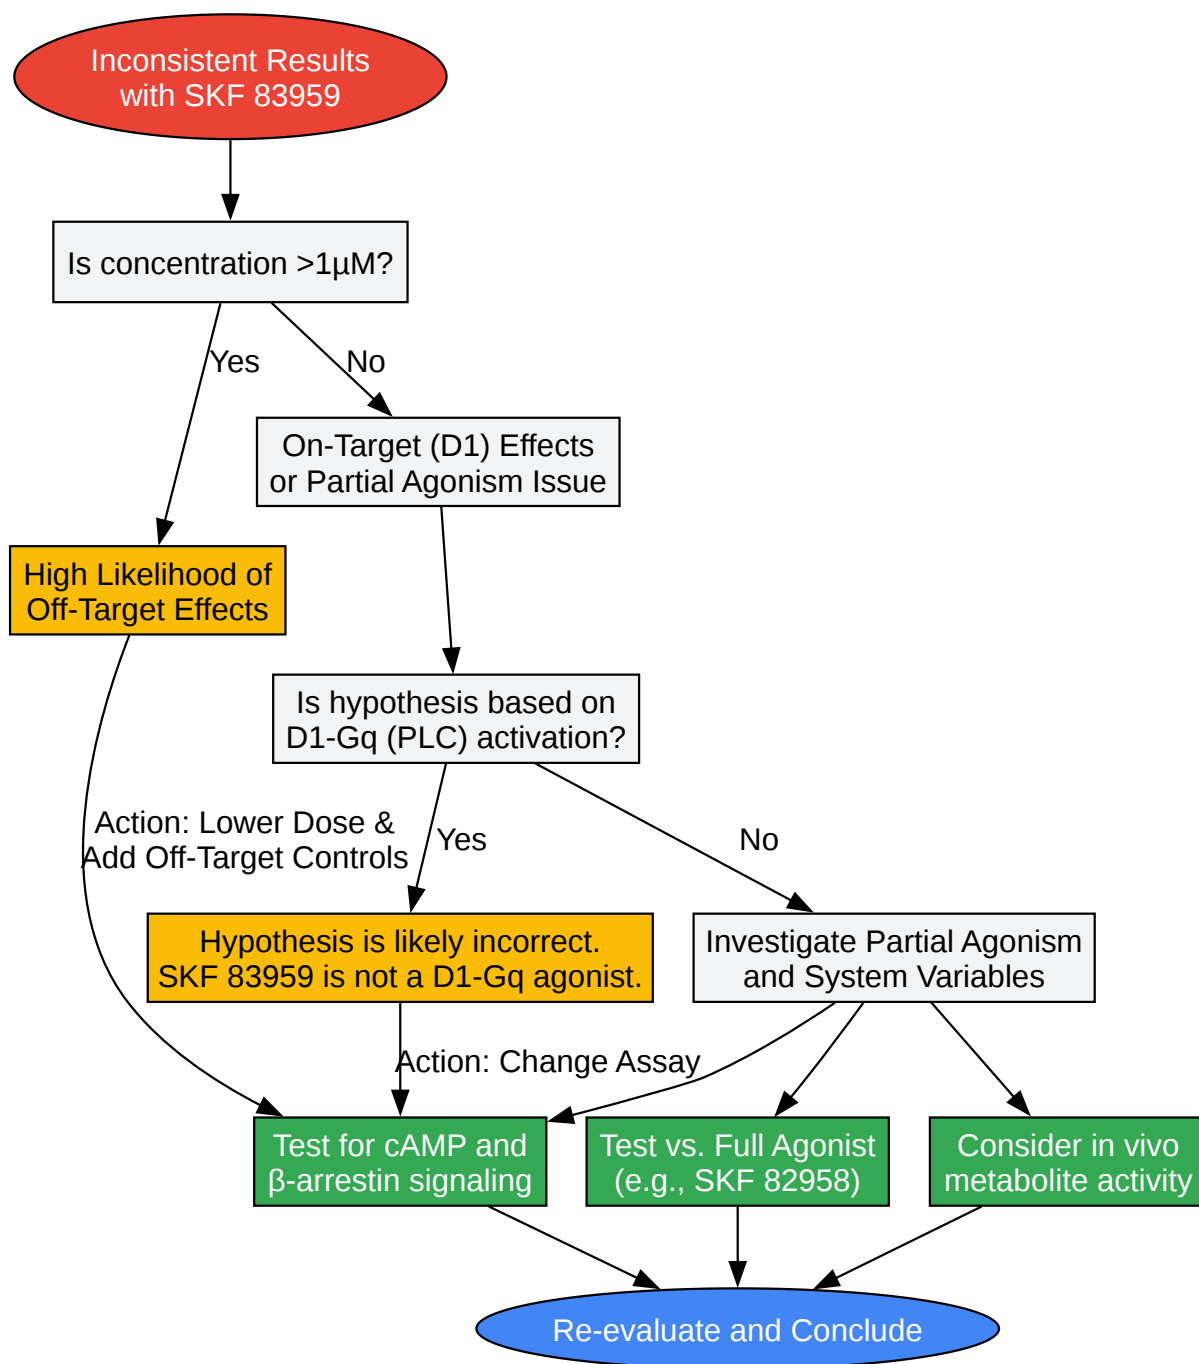 Inconsistent Results
with SKF 83959
Is concentration >1µM?
Yes
No
On-Target (D1) Effects
or Partial Agonism Issue
High Likelihood of
Off-Target Effects
Is hypothesis based on
D1-Gq (PLC) activation?
Action: Lower Dose &
Add Off-Target Controls
Yes
No
Hypothesis is likely incorrect.
SKF 83959 is not a D1-Gq agonist.
Investigate Partial Agonism
and System Variables
Action: Change Assay
Test for cAMP and
β-arrestin signaling
Test vs. Full Agonist
(e.g., SKF 82958)
Consider in vivo
metabolite activity
Re-evaluate and Conclude